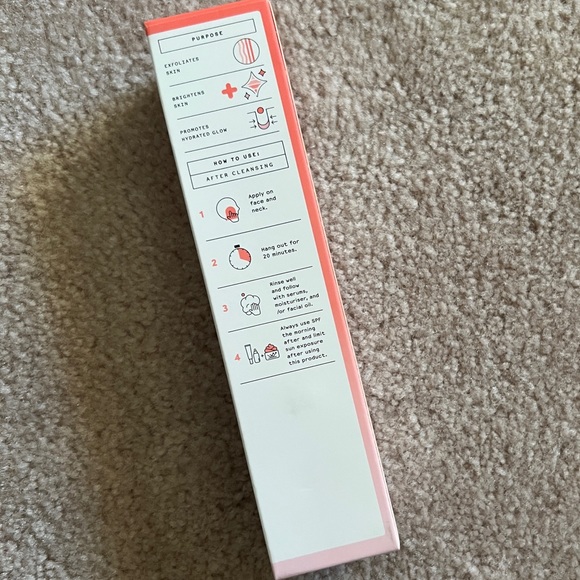 PURPOSE
EXFOLIATES
SKIN
BRIGHTENS
SKIN
PROMOTES
HYDRATED GLOW
HOW TO USE:
AFTER CLEANSING
1
Apply on
face and
neck.
2
Hang out for
20 minutes.
3
Rinse well
and follow
with serums,
moisturiser, and
/or facial oil.
4
Always use SPF
the morning
after and limit
sun exposure
after using
this product.